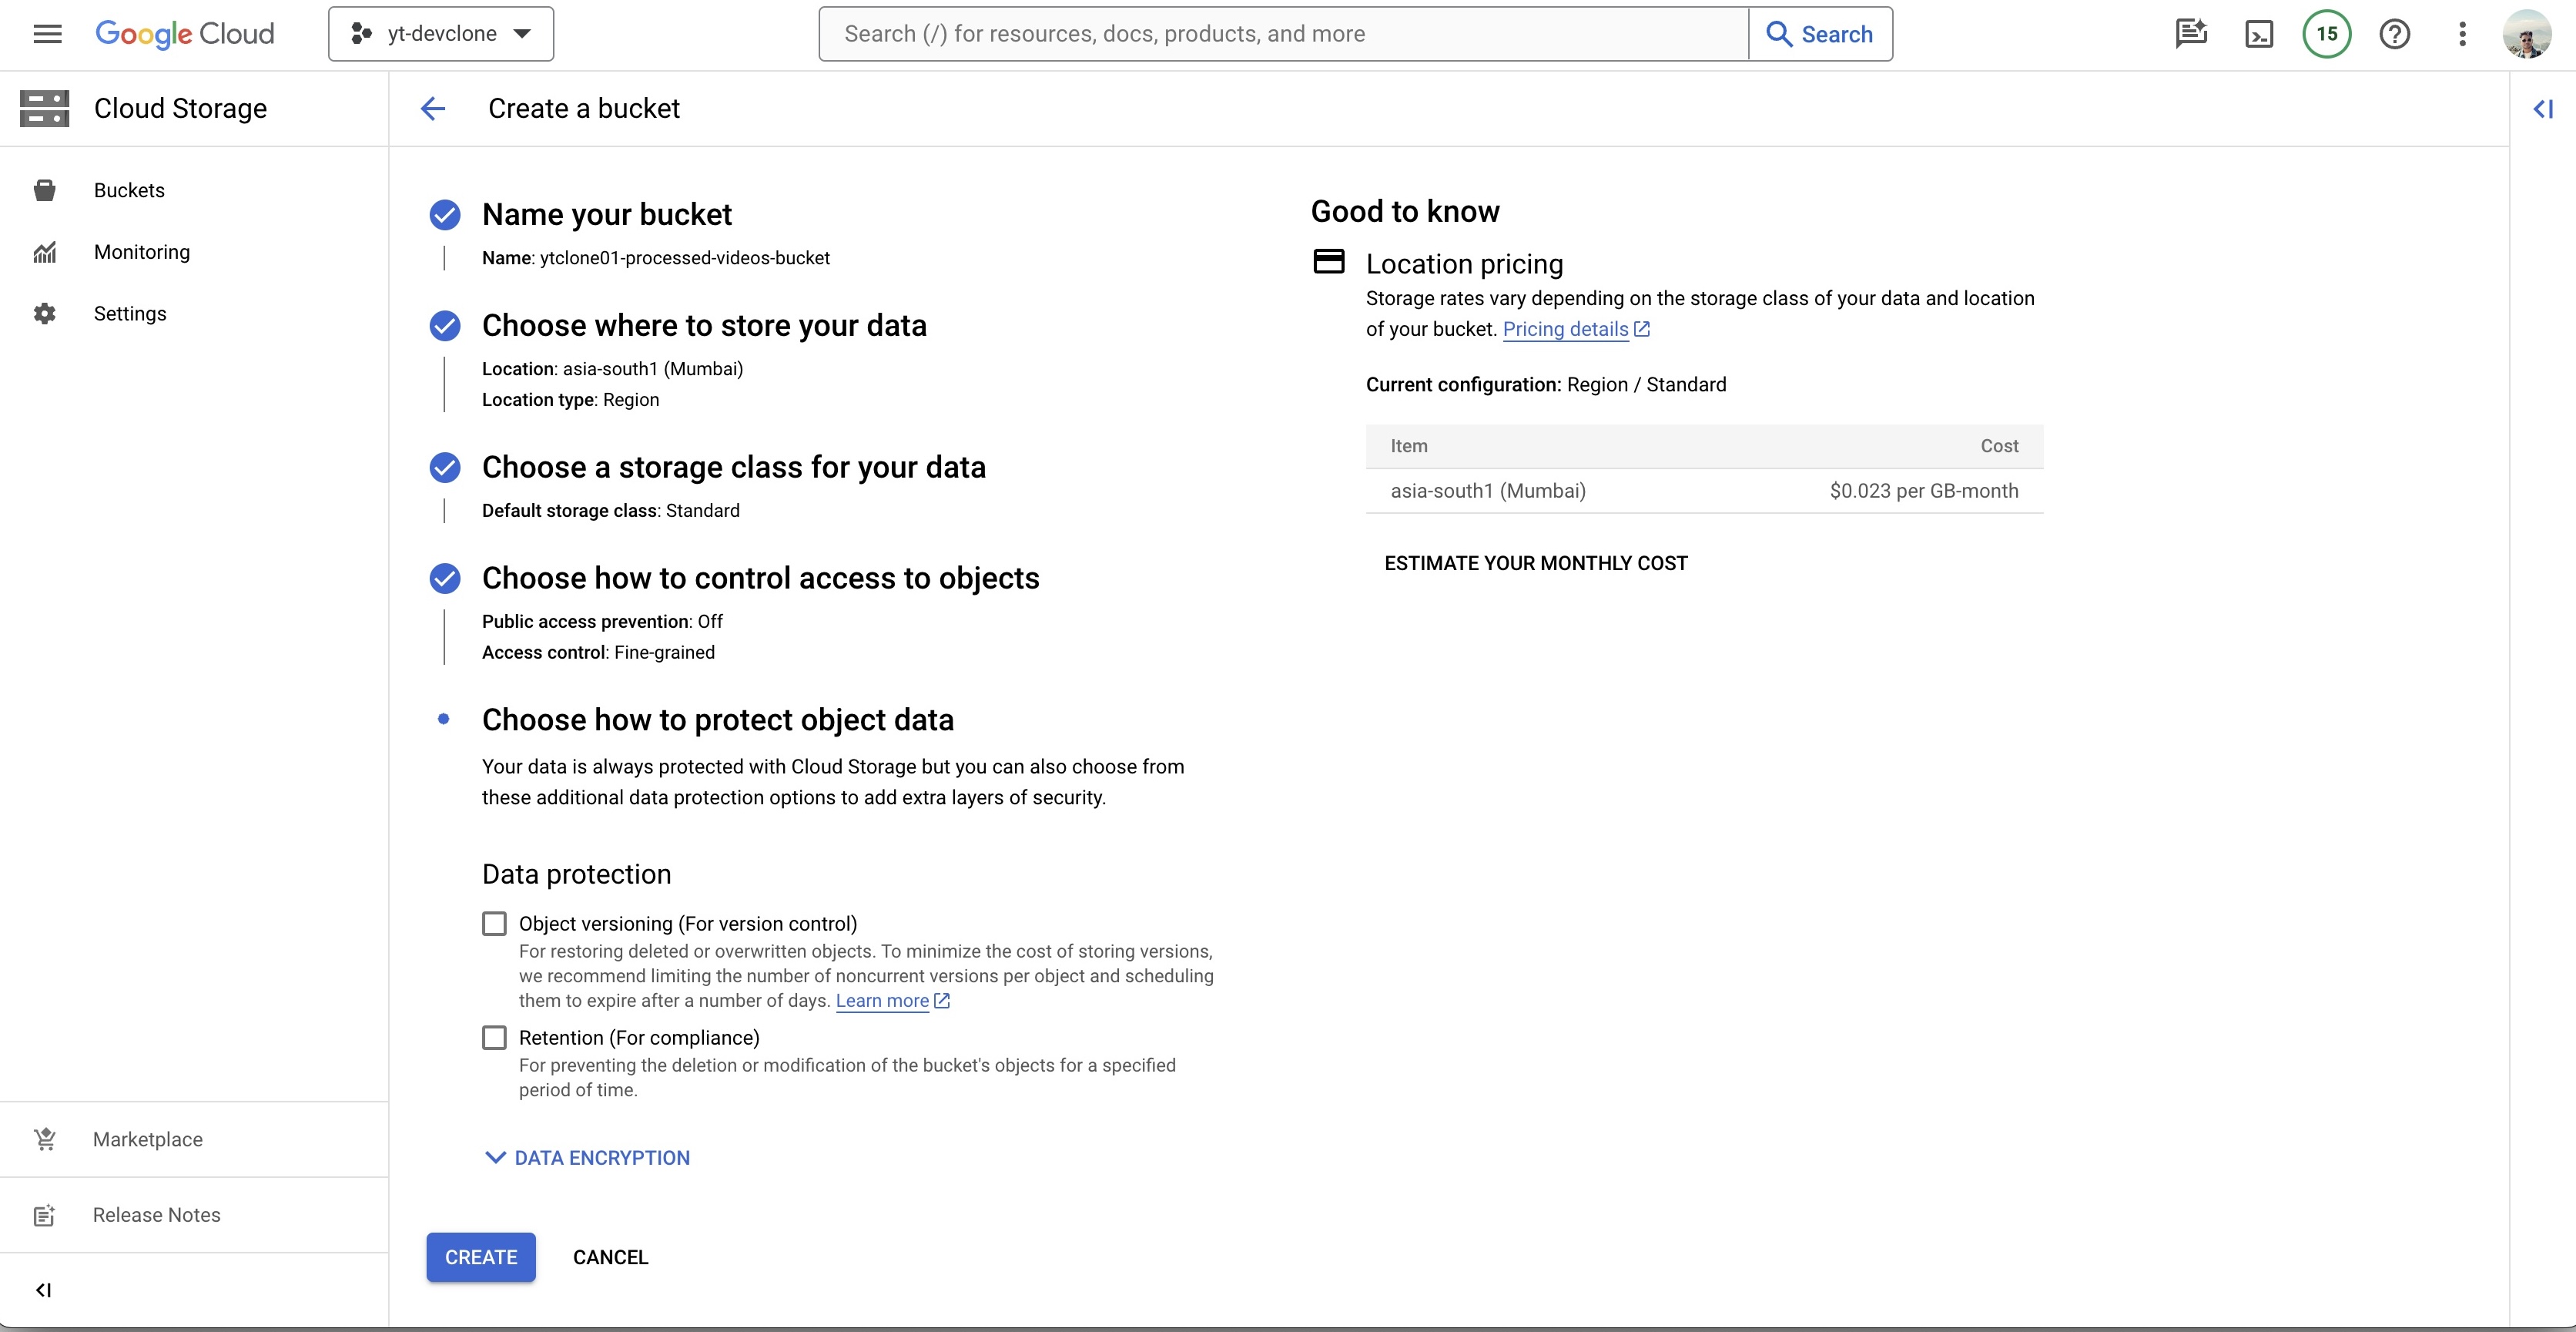 Google Cloud
yt-devclone
Search (/) for resources, docs, products, and more
Search
15
Cloud Storage
Create a bucket
Buckets
Monitoring
Settings
Marketplace
Release Notes
Name your bucket
Name: ytclone01-processed-videos-bucket
Choose where to store your data
Location: asia-south1 (Mumbai)
Location type: Region
Choose a storage class for your data
Default storage class: Standard
Choose how to control access to objects
Public access prevention: Off
Access control: Fine-grained
Choose how to protect object data
Your data is always protected with Cloud Storage but you can also choose from
these additional data protection options to add extra layers of security.
Data protection
Object versioning (For version control)
For restoring deleted or overwritten objects. To minimize the cost of storing versions,
we recommend limiting the number of noncurrent versions per object and scheduling
them to expire after a number of days. Learn more
Retention (For compliance)
For preventing the deletion or modification of the bucket's objects for a specified
period of time.
DATA ENCRYPTION
CREATE
CANCEL
Good to know
Location pricing
Storage rates vary depending on the storage class of your data and location
of your bucket. Pricing details
Current configuration: Region / Standard
Item Cost
asia-south1 (Mumbai) $0.023 per GB-month
ESTIMATE YOUR MONTHLY COST